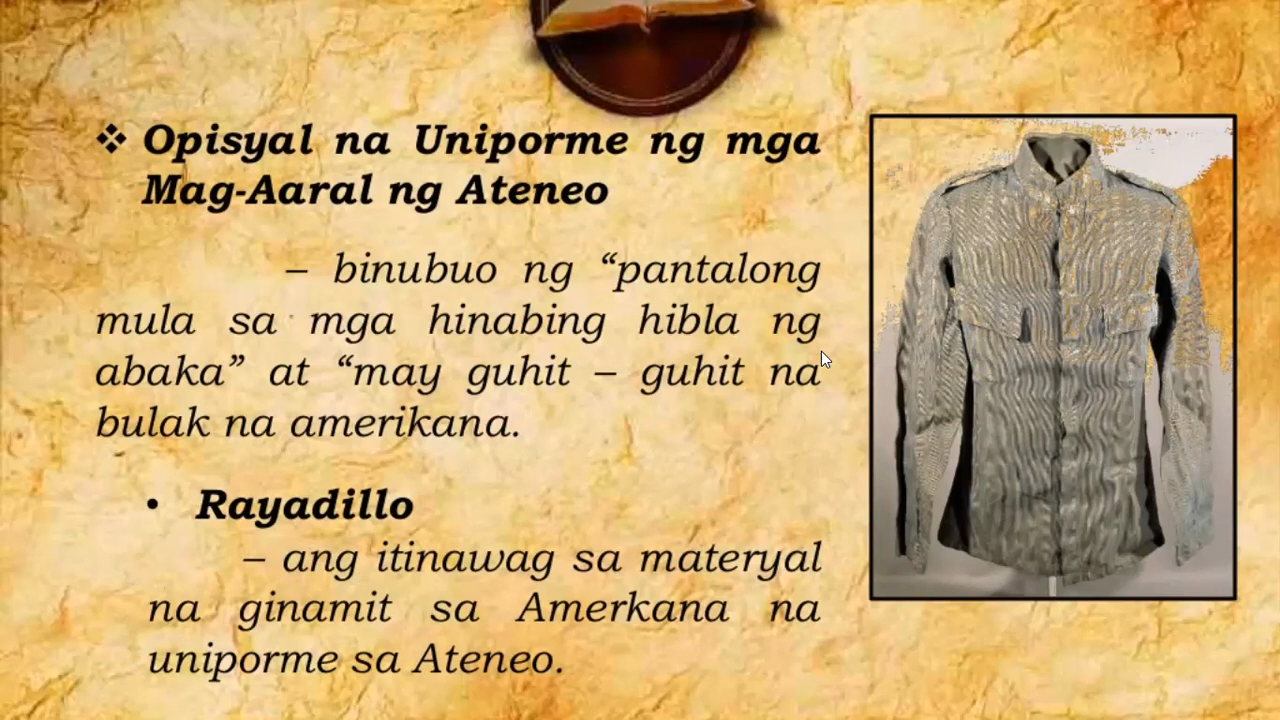 ❖ Opisyal na Uniporme ng mga
Mag-Aaral ng Ateneo
– binubuo ng “pantalong
mula sa mga hinabing hibla ng
abaka” at “may guhit – guhit na
bulak na amerikana.
• Rayadillo
– ang itinawag sa materyal
na ginamit sa Amerkana na
uniporme sa Ateneo.